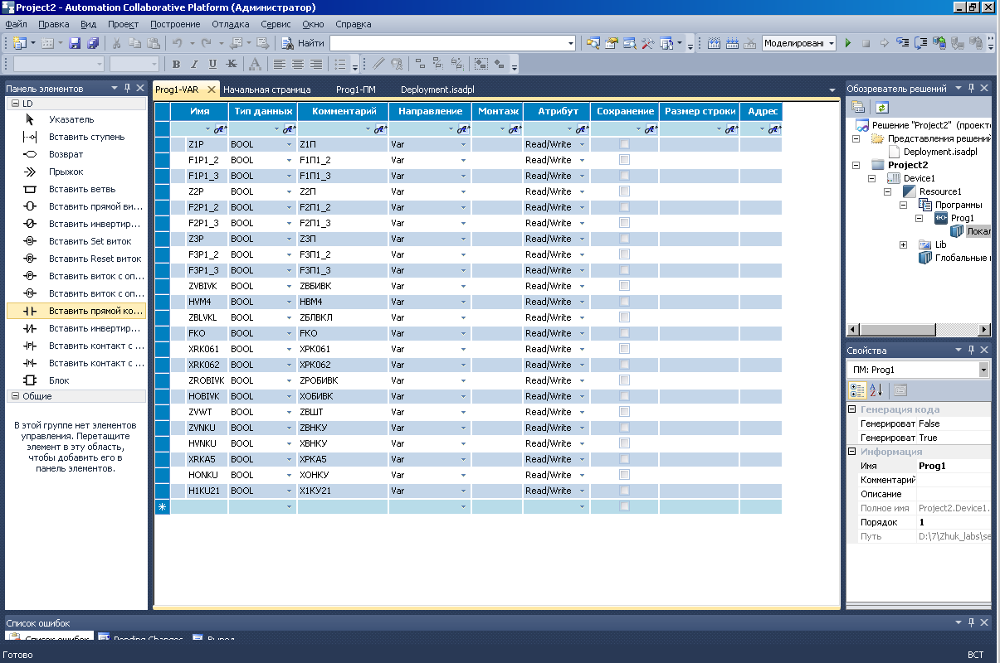 Project2 - Automation Collaborative Platform (Администратор)
Файл Правка Вид Проект Построение Отладка Сервис Окно Справка
Найти Моделировани
Панель элементов
LD
Указатель
Вставить ступень
Возврат
Прыжок
Вставить ветвь
Вставить прямой ви...
Вставить инвертир...
Вставить Set виток
Вставить Reset виток
Вставить виток с оп...
Вставить виток с оп...
Вставить прямой ко...
Вставить инвертир...
Вставить контакт с ...
Вставить контакт с ...
Блок
Общие
В этой группе нет элементов
управления. Перетащите
элемент в эту область,
чтобы добавить его в
панель элементов.
Prog1-VAR Начальная страница Prog1-ПМ Deployment.isadpl
Имя Тип данных Комментарий Направление Монтаж Атрибут Сохранение Размер строки Адрес
Z1P BOOL Z1П Var Read/Write
F1P1_2 BOOL F1П1_2 Var Read/Write
F1P1_3 BOOL F1П1_3 Var Read/Write
Z2P BOOL Z2П Var Read/Write
F2P1_2 BOOL F2П1_2 Var Read/Write
F2P1_3 BOOL F2П1_3 Var Read/Write
Z3P BOOL Z3П Var Read/Write
F3P1_2 BOOL F3П1_2 Var Read/Write
F3P1_3 BOOL F3П1_3 Var Read/Write
ZVBIVK BOOL ZВБИВК Var Read/Write
HVM4 BOOL НВМ4 Var Read/Write
ZBLVKL BOOL ZБЛВКЛ Var Read/Write
FKO BOOL FKO Var Read/Write
XRK061 BOOL ХРК061 Var Read/Write
XRK062 BOOL ХРК062 Var Read/Write
ZROBIVK BOOL ZРОБИВК Var Read/Write
HOBIVK BOOL ХОБИВК Var Read/Write
ZVWT BOOL ZВШТ Var Read/Write
ZVNKU BOOL ZВНКУ Var Read/Write
HVNKU BOOL ХВНКУ Var Read/Write
XRKA5 BOOL ХРКА5 Var Read/Write
HONKU BOOL ХОНКУ Var Read/Write
H1KU21 BOOL Х1КУ21 Var Read/Write
Обозреватель решений
Решение "Project2" (проекто
Представления решений
Deployment.isadpl
Project2
Device1
Resource1
Программы
Prog1
Локал
Lib
Глобальные
Свойства
ПМ: Prog1
Генерация кода
Генерироват False
Генерироват True
Информация
Имя Prog1
Комментарий
Описание
Полное имя Project2.Device1.
Порядок 1
Путь D:\7\Zhuk_labs\se
Список ошибок
Список ошибок Pending Changes Вывод
Готово ВСТ